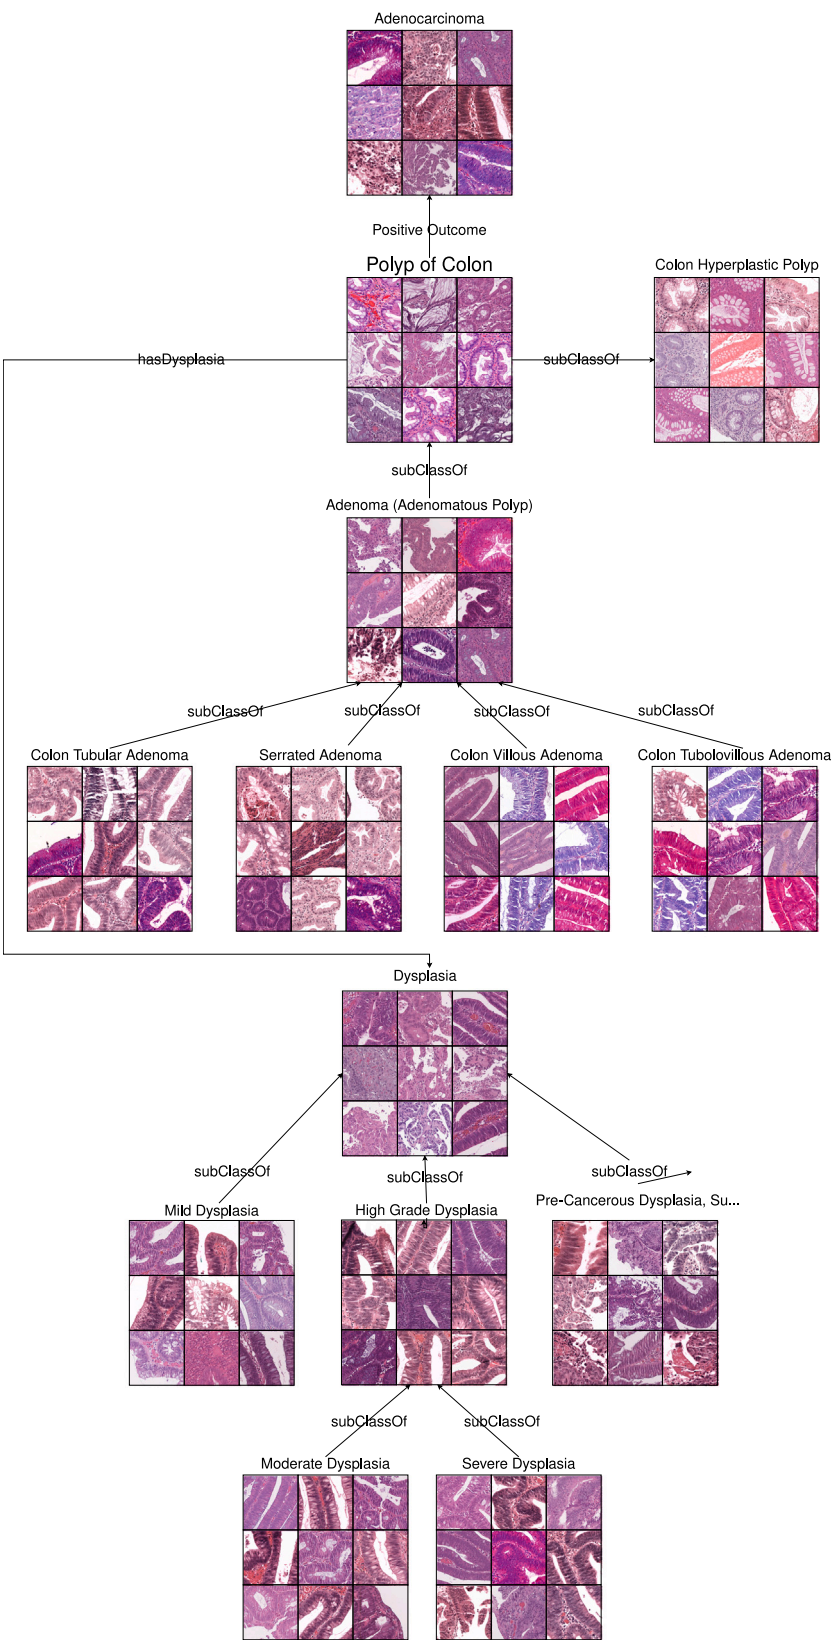 Adenocarcinoma
Positive Outcome
Polyp of Colon
Colon Hyperplastic Polyp
hasDysplasia
subClassOf
subClassOf
Adenoma (Adenomatous Polyp)
subClassOf
subClassOf
subClassOf
subClassOf
Colon Tubular Adenoma
Serrated Adenoma
Colon Villous Adenoma
Colon Tubolovillous Adenoma
Dysplasia
subClassOf
subClassOf
subClassOf
Mild Dysplasia
High Grade Dysplasia
Pre-Cancerous Dysplasia, Su...
subClassOf
subClassOf
Moderate Dysplasia
Severe Dysplasia